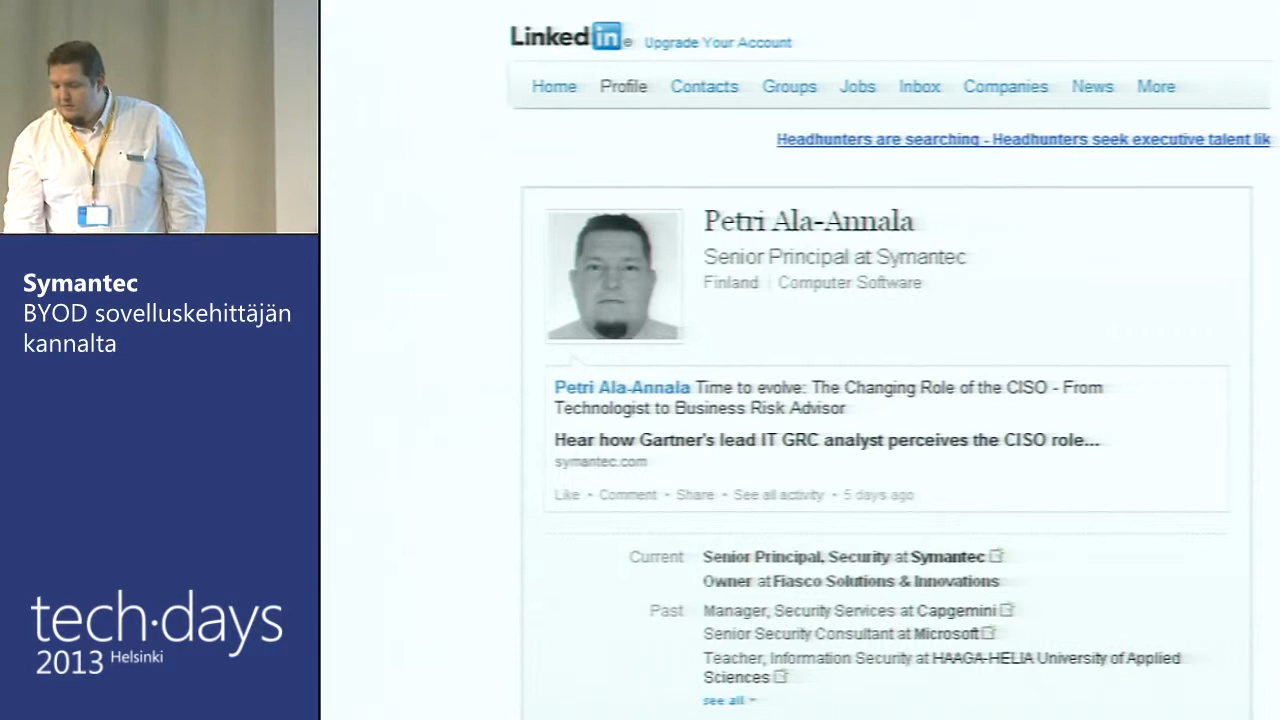 Symantec
BYOD sovelluskehittäjän
kannalta
tech·days
2013 Helsinki
Linked in® Upgrade Your Account
Home Profile Contacts Groups Jobs Inbox Companies News More
Headhunters are searching - Headhunters seek executive talent lik
Petri Ala-Annala
Senior Principal at Symantec
Finland | Computer Software
Petri Ala-Annala Time to evolve: The Changing Role of the CISO - From
Technologist to Business Risk Advisor
Hear how Gartner's lead IT GRC analyst perceives the CISO role...
symantec.com
Like • Comment • Share • See all activity • 5 days ago
Current Senior Principal, Security at Symantec
Owner at Fiasco Solutions & Innovations
Past Manager, Security Services at Capgemini
Senior Security Consultant at Microsoft
Teacher, Information Security at HAAGA-HELIA University of Applied
Sciences
see all